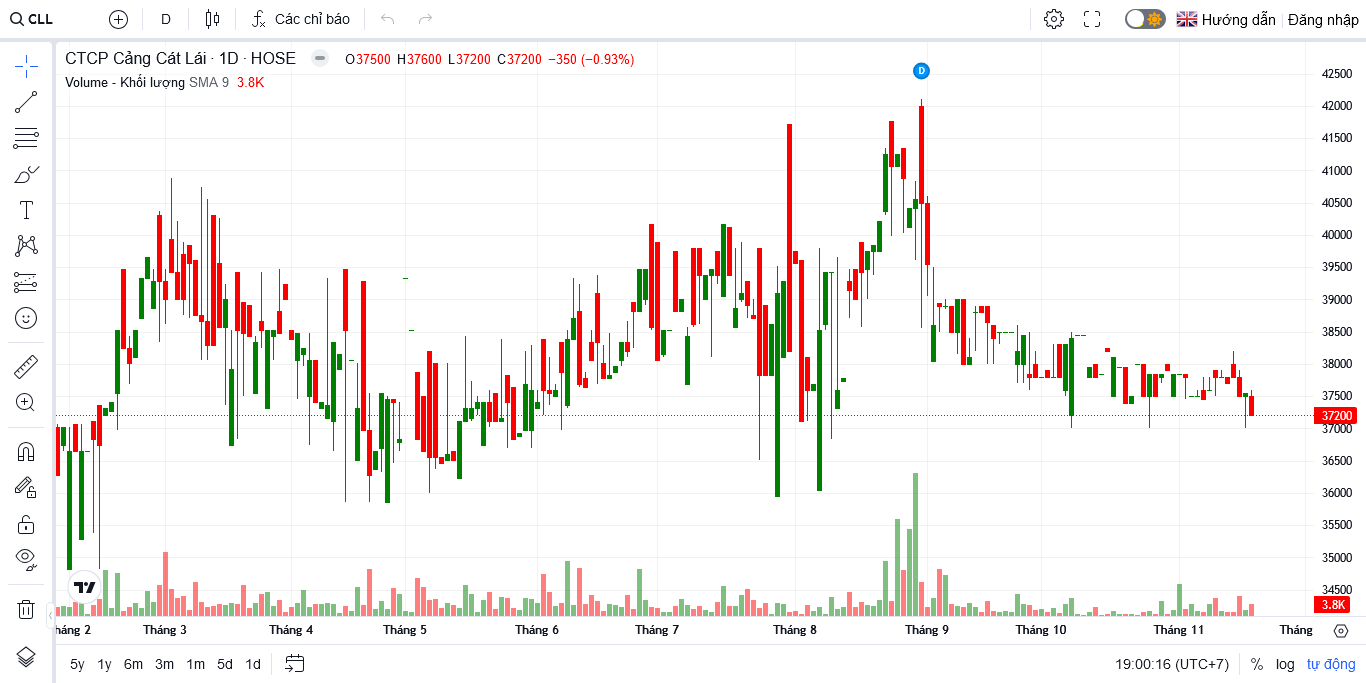 CLL D Các chỉ báo Hướng dẫn Đăng nhập
CTCP Cảng Cát Lái · 1D · HOSE O37500 H37600 L37200 C37200 −350 (−0.93%)
Volume - Khối lượng SMA 9 3.8K
D
42500
42000
41500
41000
40500
40000
39500
39000
38500
38000
37500
37200
37000
36500
36000
35500
35000
34500
3.8K
háng 2 Tháng 3 Tháng 4 Tháng 5 Tháng 6 Tháng 7 Tháng 8 Tháng 9 Tháng 10 Tháng 11 Tháng
5y 1y 6m 3m 1m 5d 1d 19:00:16 (UTC+7) % log tự động